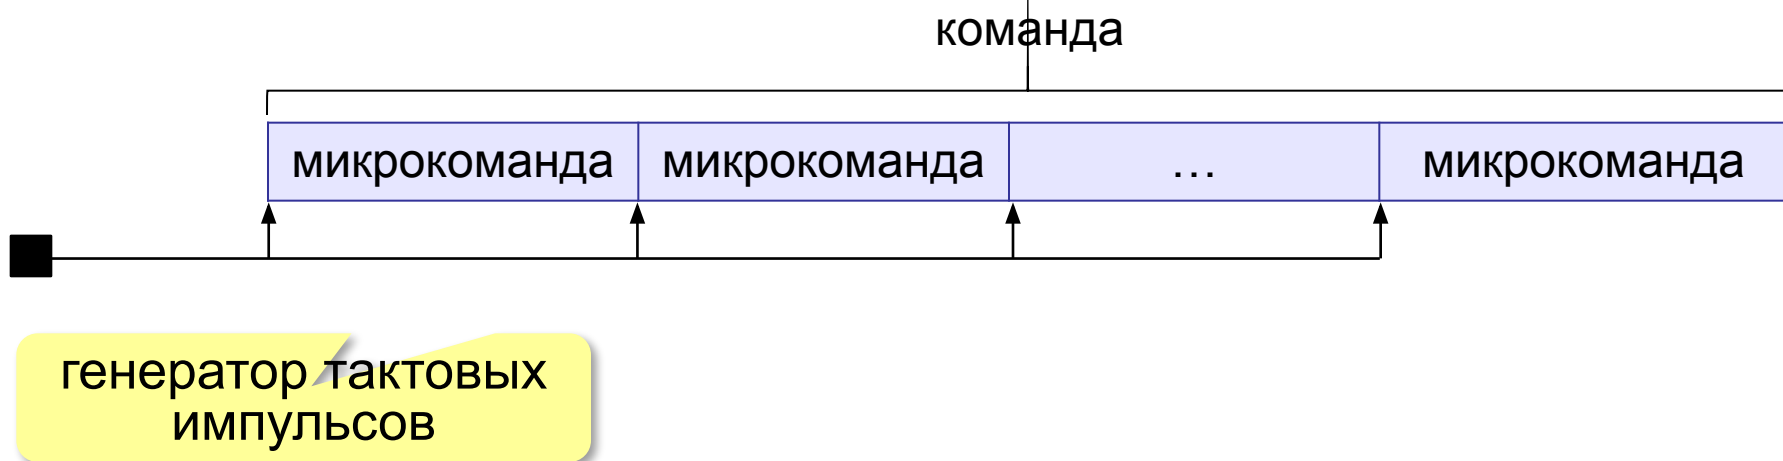 команда
микрокоманда микрокоманда … микрокоманда
генератор тактовых
импульсов